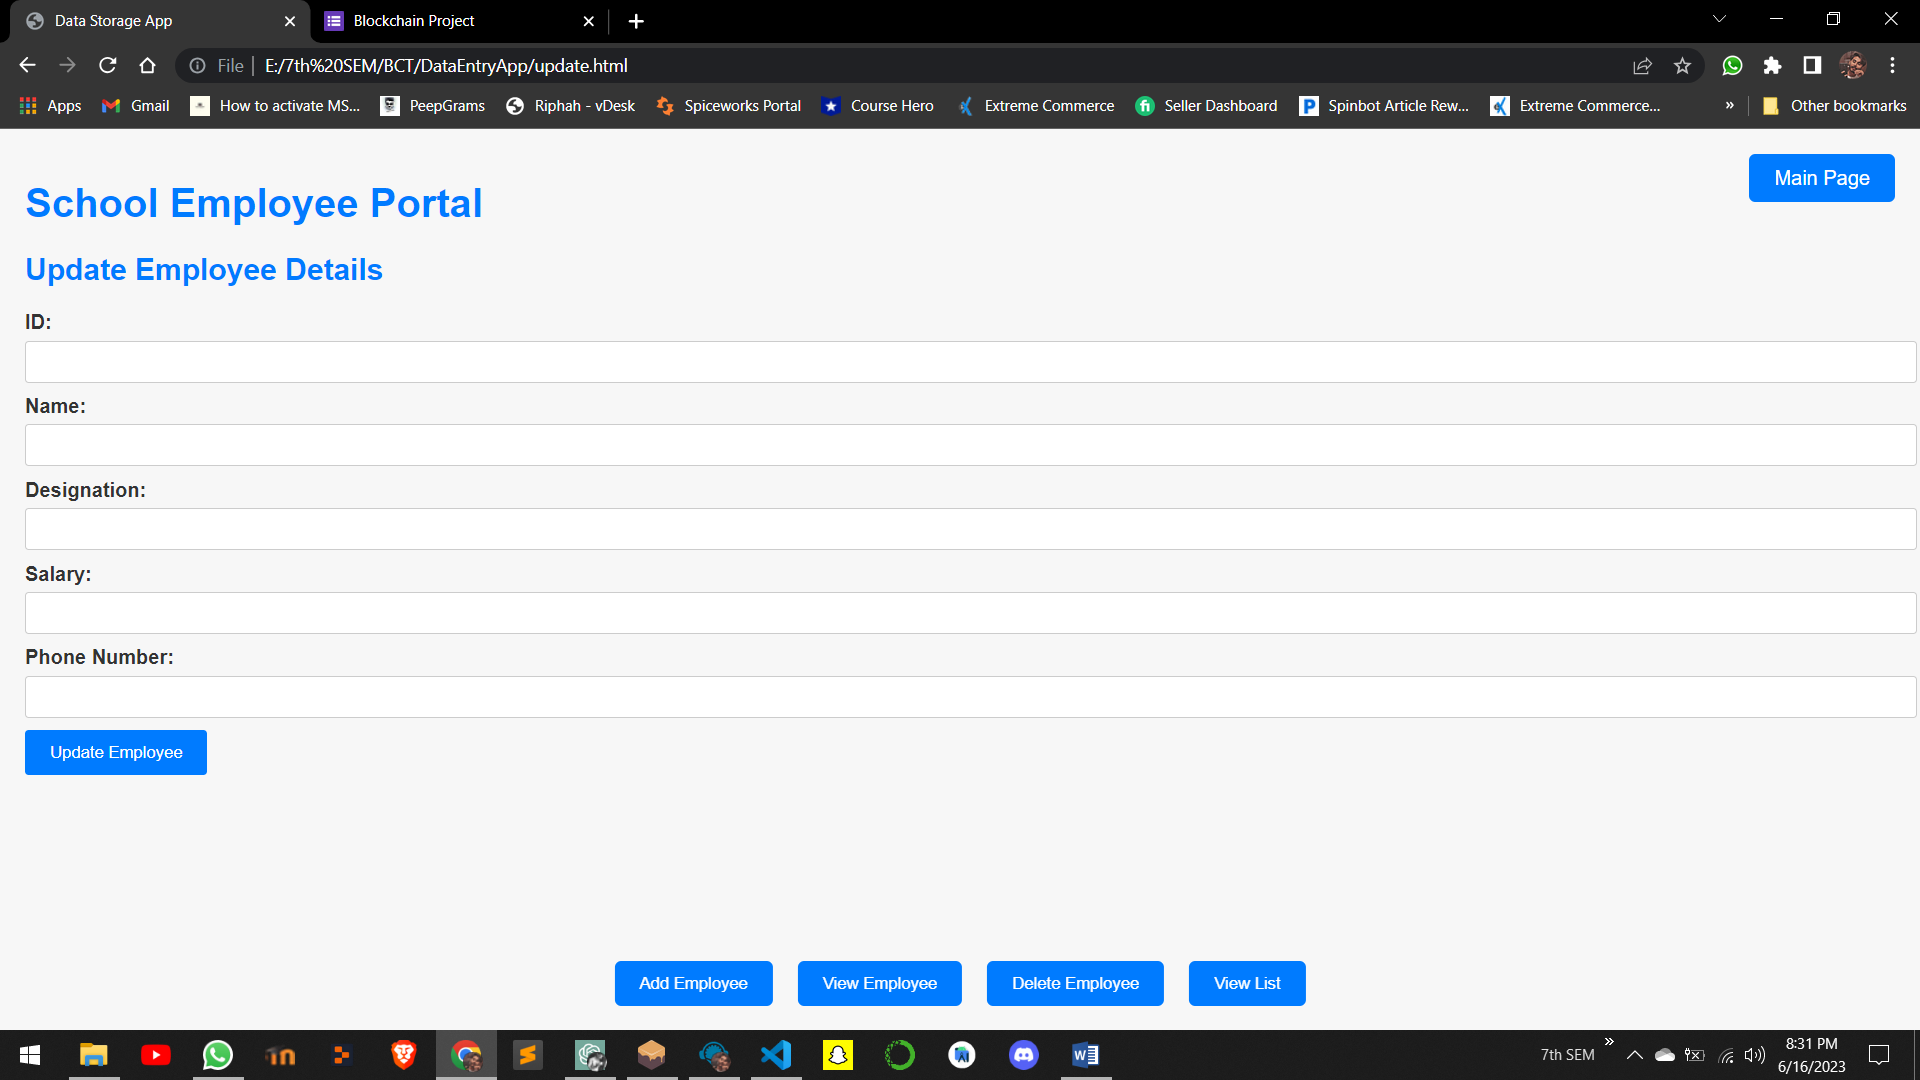 Data Storage App
Blockchain Project
File
E:/7th%20SEM/BCT/DataEntryApp/update.html
Apps
Gmail
How to activate MS...
PeepGrams
Riphah - vDesk
Spiceworks Portal
Course Hero
Extreme Commerce
Seller Dashboard
Spinbot Article Rew...
Extreme Commerce...
»
Other bookmarks
Main Page
School Employee Portal
Update Employee Details
ID:
Name:
Designation:
Salary:
Phone Number:
Update Employee
Add Employee
View Employee
Delete Employee
View List
7th SEM
8:31 PM
6/16/2023